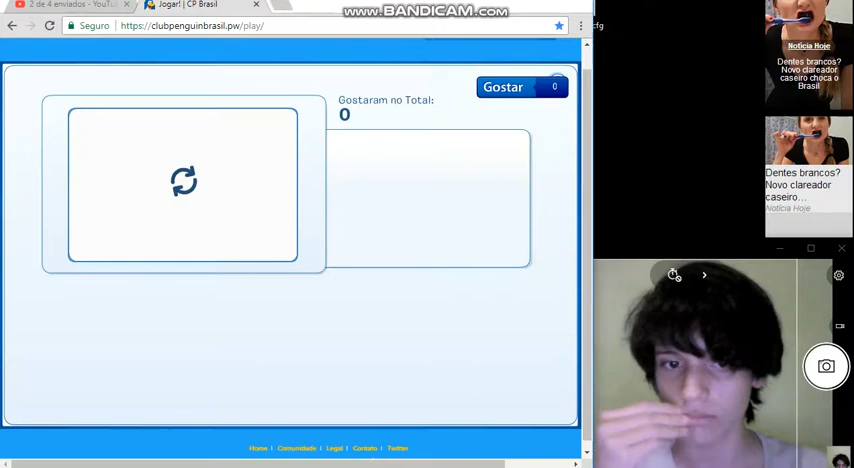 2 de 4 enviados - YouTu
Jogar! | CP Brasil
www.BANDICAM.com
Seguro
https://clubpenguinbrasil.pw/play/
cfg
Gostar
0
Gostaram no Total:
0
Home | Comunidade | Legal | Contato | Twitter
Notícia Hoje
Dentes brancos?
Novo clareador
caseiro choca o
Brasil
Dentes brancos?
Novo clareador
caseiro...
Notícia Hoje